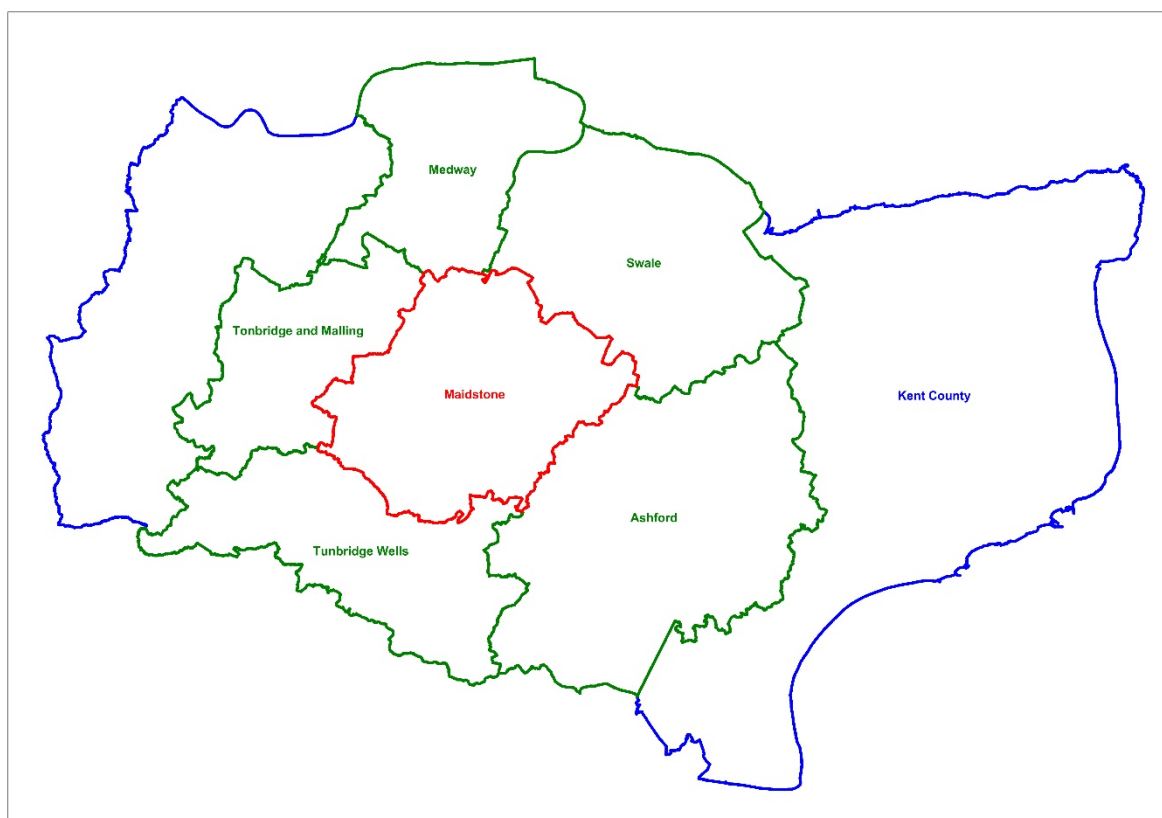 Medway
Swale
Tonbridge and Malling
Maidstone
Kent County
Ashford
Tunbridge Wells